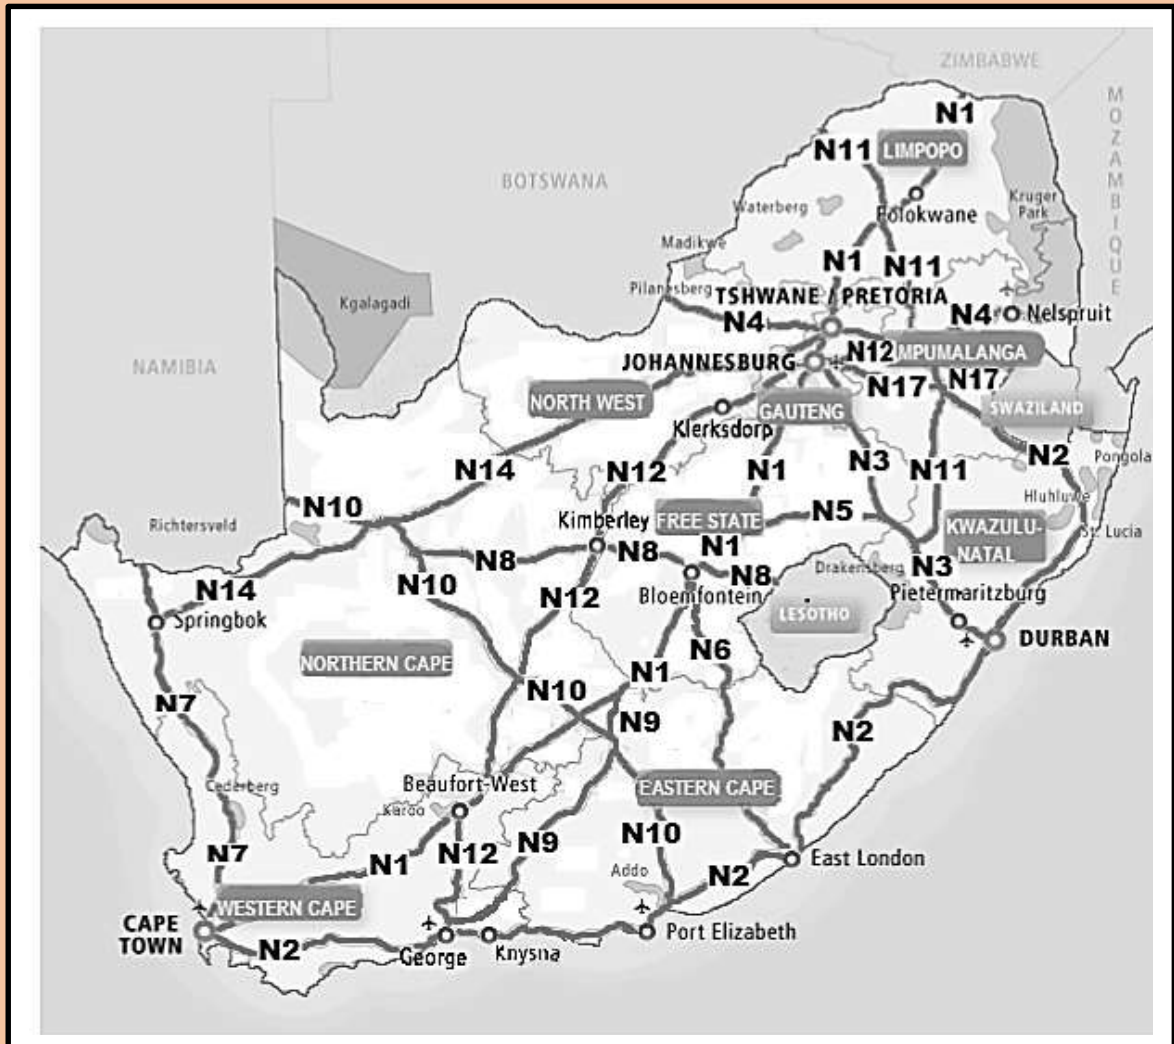 ZIMBABWE
MOZAMBIQUE
N1
N11
LIMPOPO
BOTSWANA
Waterberg
Polokwane
Kruger
Park
Madikwe
N1
N11
Pilanesberg
TSHWANE / PRETORIA
Kgalagadi
N4
N4
Nelspruit
NAMIBIA
JOHANNESBURG
N12
MPUMALANGA
N17
N17
NORTH WEST
GAUTENG
SWAZILAND
Klerksdorp
N14
N12
N1
N3
N11
N2
Pongola
N10
Hluhluwe
Richtersveld
Kimberley
FREE STATE
N5
KWAZULU-
NATAL
St. Lucia
N8
N8
N1
N8
Drakensberg
N3
N14
N10
N12
Bloemfontein
Pietermaritzburg
Springbok
LESOTHO
DURBAN
NORTHERN CAPE
N6
N7
N10
N1
N9
N2
Cederberg
Beaufort-West
Karoo
EASTERN CAPE
N7
N1
N12
N9
N10
East London
Addo
N2
WESTERN CAPE
CAPE
TOWN
N2
George
Knysna
Port Elizabeth